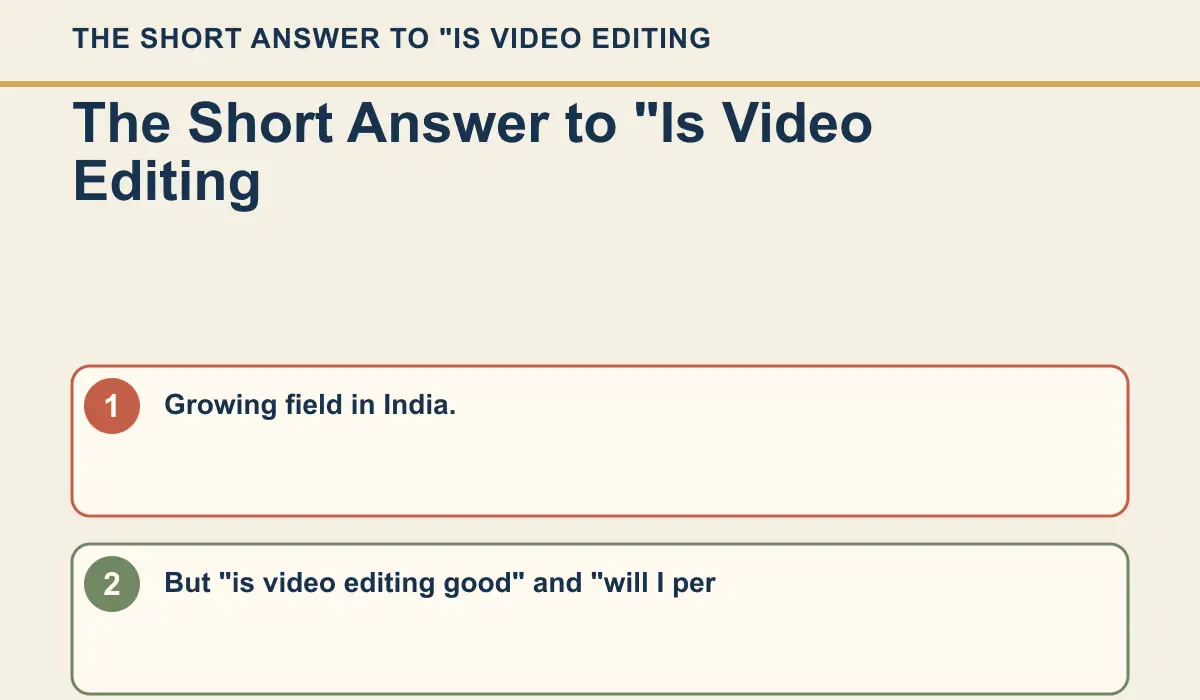 THE SHORT ANSWER TO "IS VIDEO EDITING
The Short Answer to "Is Video
Editing
1
Growing field in India.
2
But "is video editing good" and "will I per